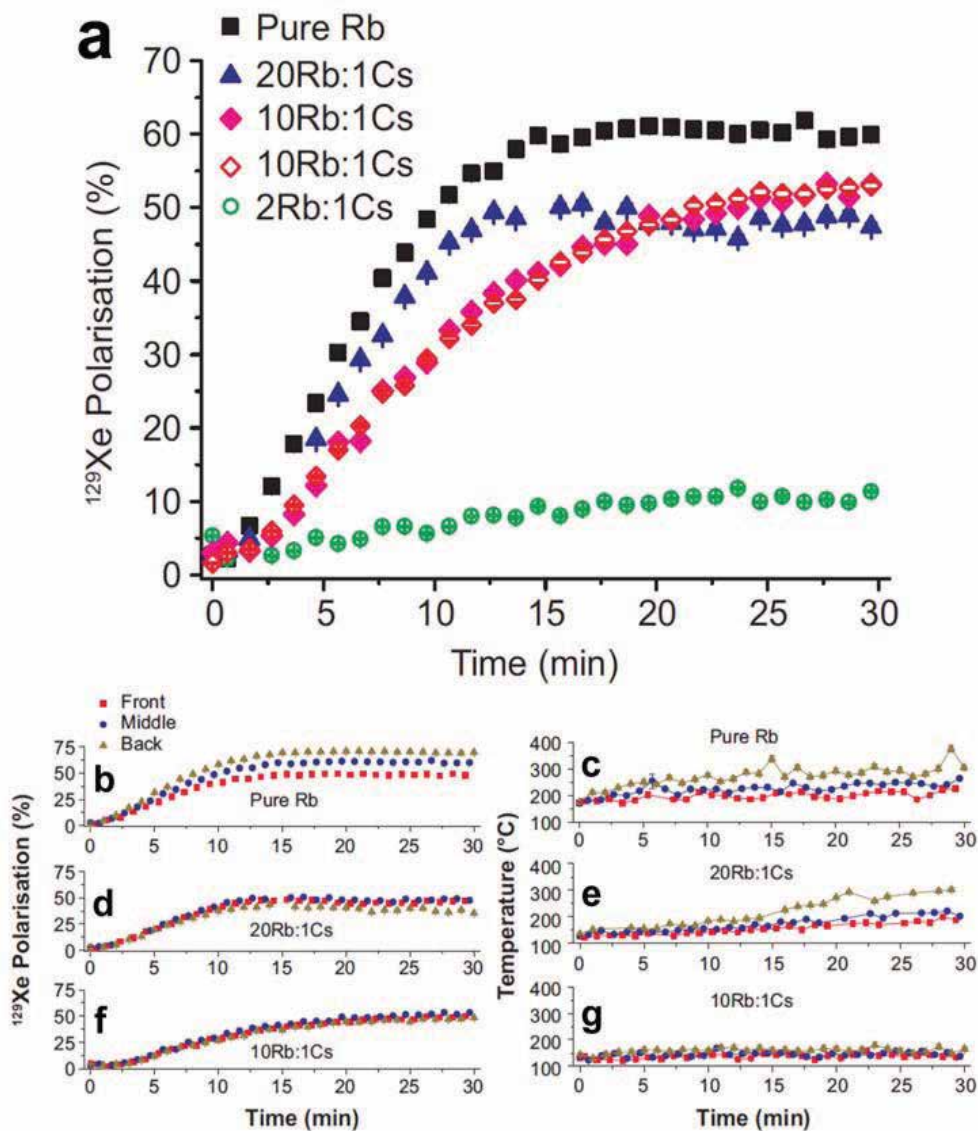 a
Pure Rb
20Rb:1Cs
10Rb:1Cs
10Rb:1Cs
2Rb:1Cs
70
60
50
40
30
20
10
0
¹²⁹Xe Polarisation (%)
0 5 10 15 20 25 30
Time (min)
Front
Middle
Back
b
75
50
25
0
Pure Rb
0 5 10 15 20 25 30
c
Pure Rb
400
300
200
100
0 5 10 15 20 25 30
d
75
50
25
0
20Rb:1Cs
0 5 10 15 20 25 30
e
20Rb:1Cs
400
300
200
100
0 5 10 15 20 25 30
f
75
50
25
0
10Rb:1Cs
0 5 10 15 20 25 30
g
10Rb:1Cs
400
300
200
100
0 5 10 15 20 25 30
¹²⁹Xe Polarisation (%)
Temperature (°C)
Time (min)
Time (min)